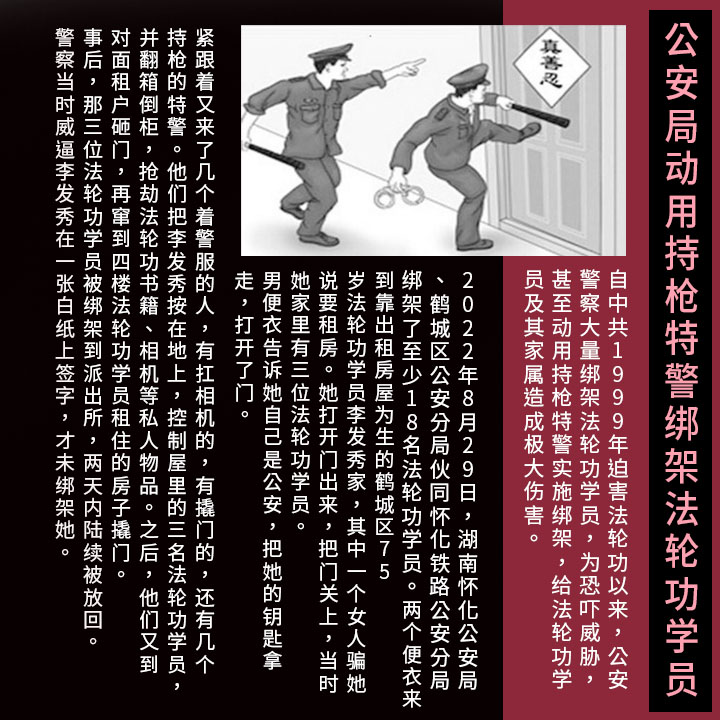 公安局动用持枪特警绑架法轮功学员
真善忍
自中共1999年迫害法轮功以来，公安
警察大量绑架法轮功学员，为恐吓威胁，
甚至动用持枪特警实施绑架，给法轮功学
员及其家属造成极大伤害。
2022年8月29日，湖南怀化公安局
、鹤城区公安分局伙同怀化铁路公安分局
绑架了至少18名法轮功学员。两个便衣来
到靠出租房屋为生的鹤城区75
岁法轮功学员李发秀家，其中一个女人骗她
说要租房。她打开门出来，把门关上，当时
她家里有三位法轮功学员。
男便衣告诉她自己是公安，把她的钥匙拿
走，打开了门。
紧跟着又来了几个着警服的人，有扛相机的，有撬门的，还有几个
持枪的特警。他们把李发秀按在地上，控制屋里的三名法轮功学员，
并翻箱倒柜，抢劫法轮功书籍、相机等私人物品。之后，他们又到
对面租户砸门，再窜到四楼法轮功学员租住的房子撬门。
事后，那三位法轮功学员被绑架到派出所，两天内陆续被放回。
警察当时威逼李发秀在一张白纸上签字，才未绑架她。